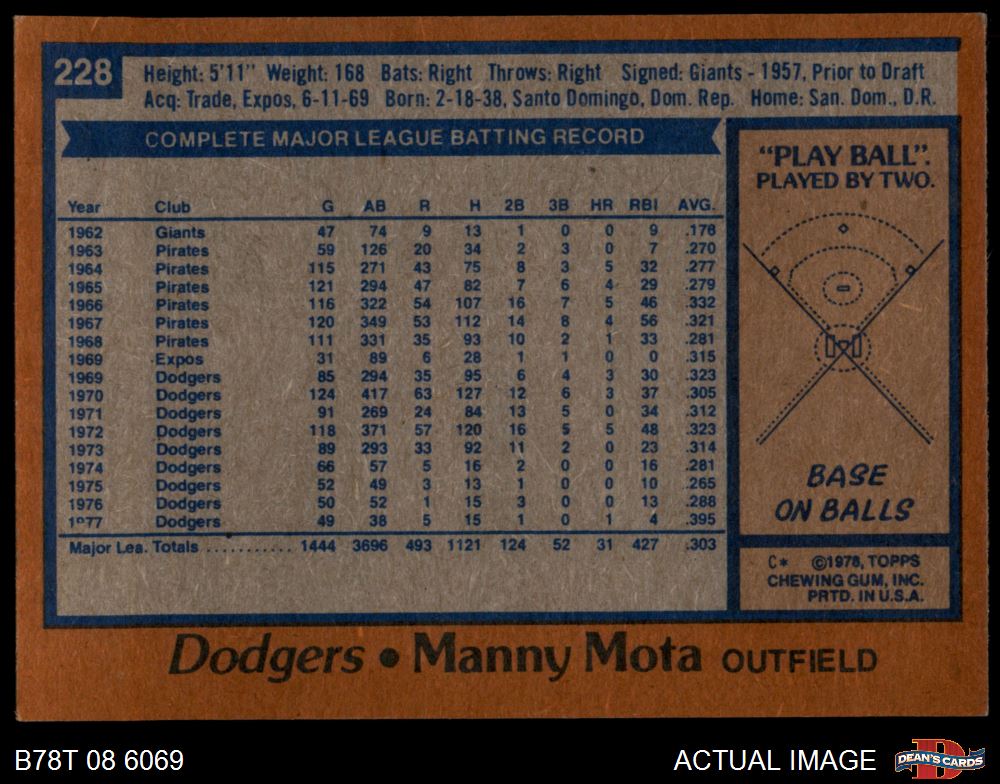 228
Height: 5'11" Weight: 168 Bats: Right Throws: Right Signed: Giants - 1957, Prior to Draft
Acq: Trade, Expos, 6-11-69 Born: 2-18-38, Santo Domingo, Dom. Rep. Home: San. Dom., D.R.
COMPLETE MAJOR LEAGUE BATTING RECORD
Year Club G AB R H 2B 3B HR RBI AVG.
1962 Giants 47 74 9 13 1 0 0 9 .176
1963 Pirates 59 126 20 34 2 3 0 7 .270
1964 Pirates 115 271 43 75 8 3 5 32 .277
1965 Pirates 121 294 47 82 7 6 4 29 .279
1966 Pirates 116 322 54 107 16 7 5 46 .332
1967 Pirates 120 349 53 112 14 8 4 56 .321
1968 Pirates 111 331 35 93 10 2 1 33 .281
1969 Expos 31 89 6 28 1 1 0 0 .315
1969 Dodgers 85 294 35 95 6 4 3 30 .323
1970 Dodgers 124 417 63 127 12 6 3 37 .305
1971 Dodgers 91 269 24 84 13 5 0 34 .312
1972 Dodgers 118 371 57 120 16 5 5 48 .323
1973 Dodgers 89 293 33 92 11 2 0 23 .314
1974 Dodgers 66 57 5 16 2 0 0 16 .281
1975 Dodgers 52 49 3 13 1 0 0 10 .265
1976 Dodgers 50 52 1 15 3 0 0 13 .288
1977 Dodgers 49 38 5 15 1 0 1 4 .395
Major Lea. Totals ........... 1444 3696 493 1121 124 52 31 427 .303
"PLAY BALL".
PLAYED BY TWO.
BASE
ON BALLS
C* ©1978, TOPPS
CHEWING GUM, INC.
PRTD. IN U.S.A.
Dodgers • Manny Mota OUTFIELD
B78T 08 6069
ACTUAL IMAGE
D
DEAN'S CARDS